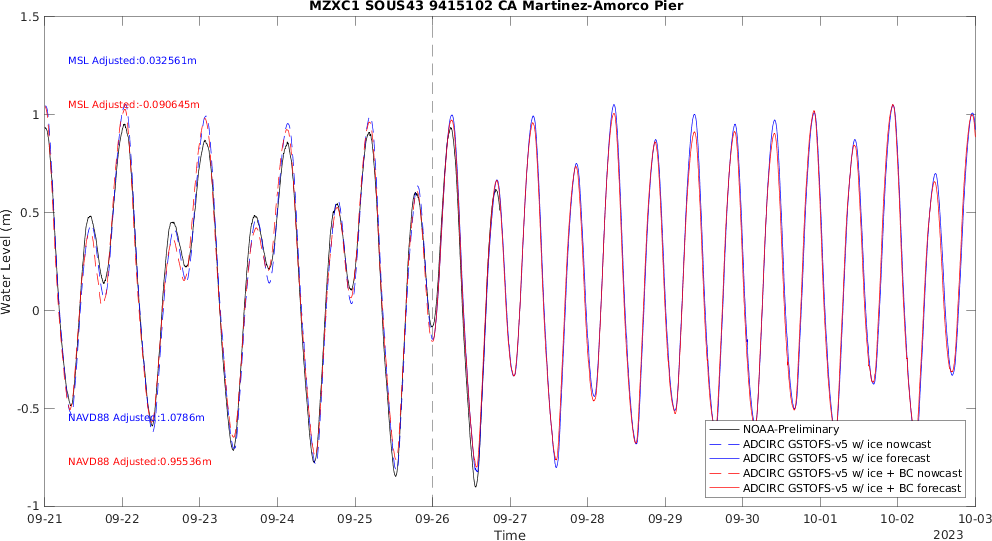 MZXC1 SOUS43 9415102 CA Martinez-Amorco Pier
1.5
MSL Adjusted:0.032561m
MSL Adjusted:-0.090645m
1
0.5
Water Level (m)
0
-0.5
NAVD88 Adjusted:1.0786m
NAVD88 Adjusted:0.95536m
-1
NOAA-Preliminary
ADCIRC GSTOFS-v5 w/ ice nowcast
ADCIRC GSTOFS-v5 w/ ice forecast
ADCIRC GSTOFS-v5 w/ ice + BC nowcast
ADCIRC GSTOFS-v5 w/ ice + BC forecast
09-21 09-22 09-23 09-24 09-25 09-26 09-27 09-28 09-29 09-30 10-01 10-02 10-03
Time
2023